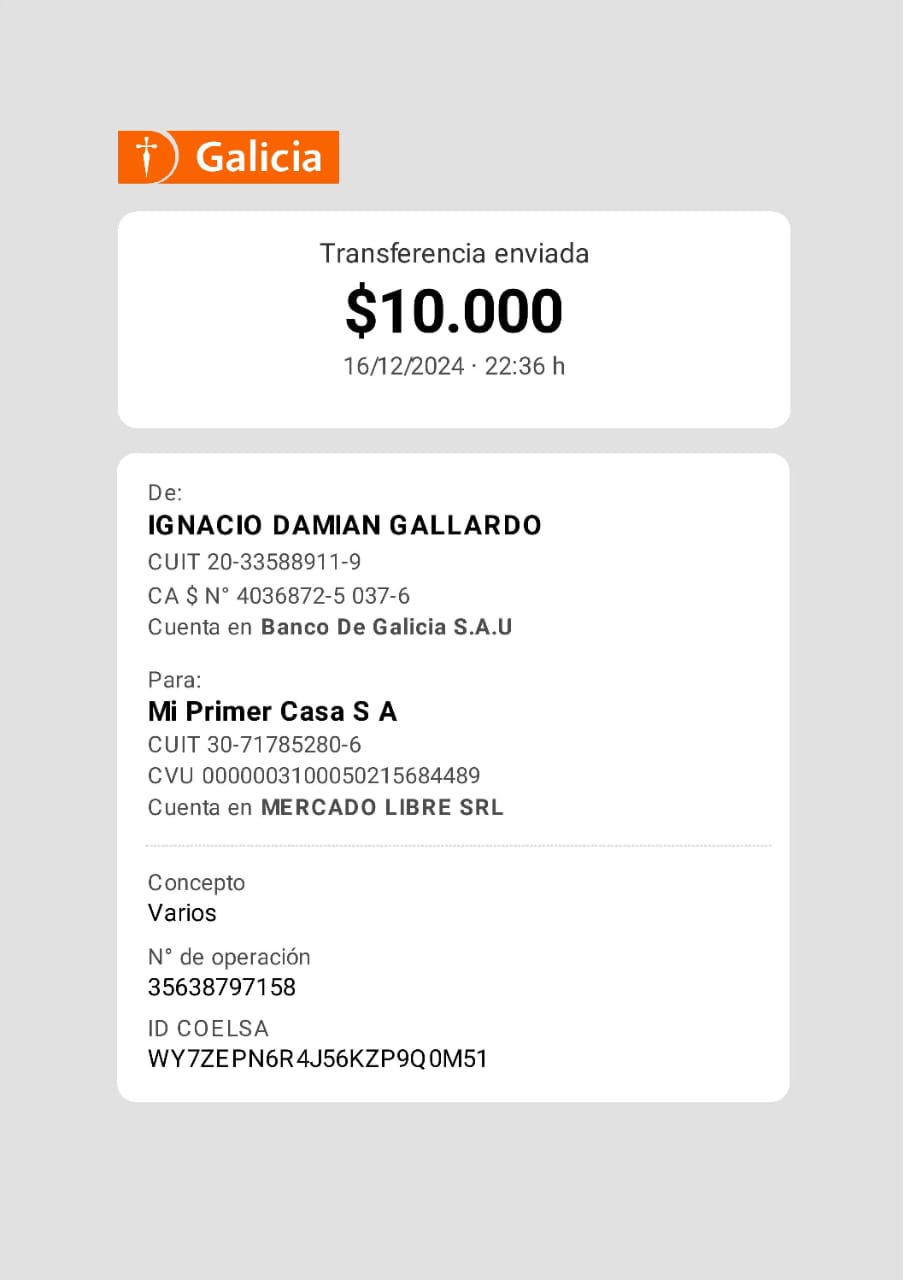 Galicia
Transferencia enviada
$10.000
16/12/2024 · 22:36 h
De:
IGNACIO DAMIAN GALLARDO
CUIT 20-33588911-9
CA $ N° 4036872-5 037-6
Cuenta en Banco De Galicia S.A.U
Para:
Mi Primer Casa S A
CUIT 30-71785280-6
CVU 0000003100050215684489
Cuenta en MERCADO LIBRE SRL
Concepto
Varios
N° de operación
35638797158
ID COELSA
WY7ZEPN6R4J56KZP9Q0M51